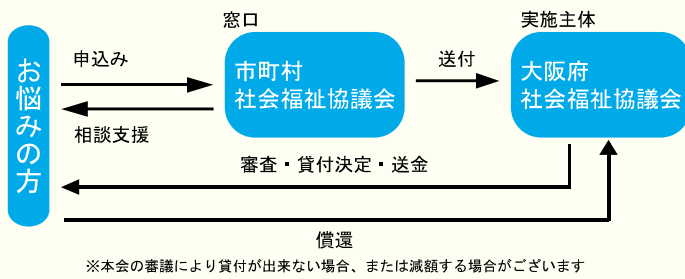 窓口
実施主体
お悩みの方
申込み
市町村
社会福祉協議会
送付
大阪府
社会福祉協議会
相談支援
審査・貸付決定・送金
償還
※本会の審議により貸付が出来ない場合、または減額する場合がございます